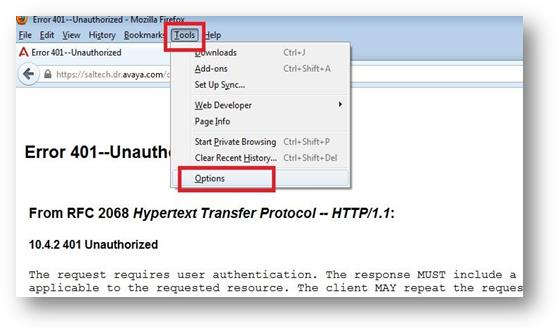 Error 401--Unauthorized - Mozilla Firefox
File Edit View History Bookmarks Tools Help
Error 401--Unauthorized
https://saltech.dr.avaya.com/
Downloads Ctrl+J
Add-ons Ctrl+Shift+A
Set Up Sync...
Web Developer
Page Info
Start Private Browsing Ctrl+Shift+P
Clear Recent History... Ctrl+Shift+Del
Options
Error 401--Unauth
From RFC 2068 Hypertext Transfer Protocol -- HTTP/1.1:
10.4.2 401 Unauthorized
The request requires user authentication. The response MUST include a
applicable to the requested resource. The client MAY repeat the reques